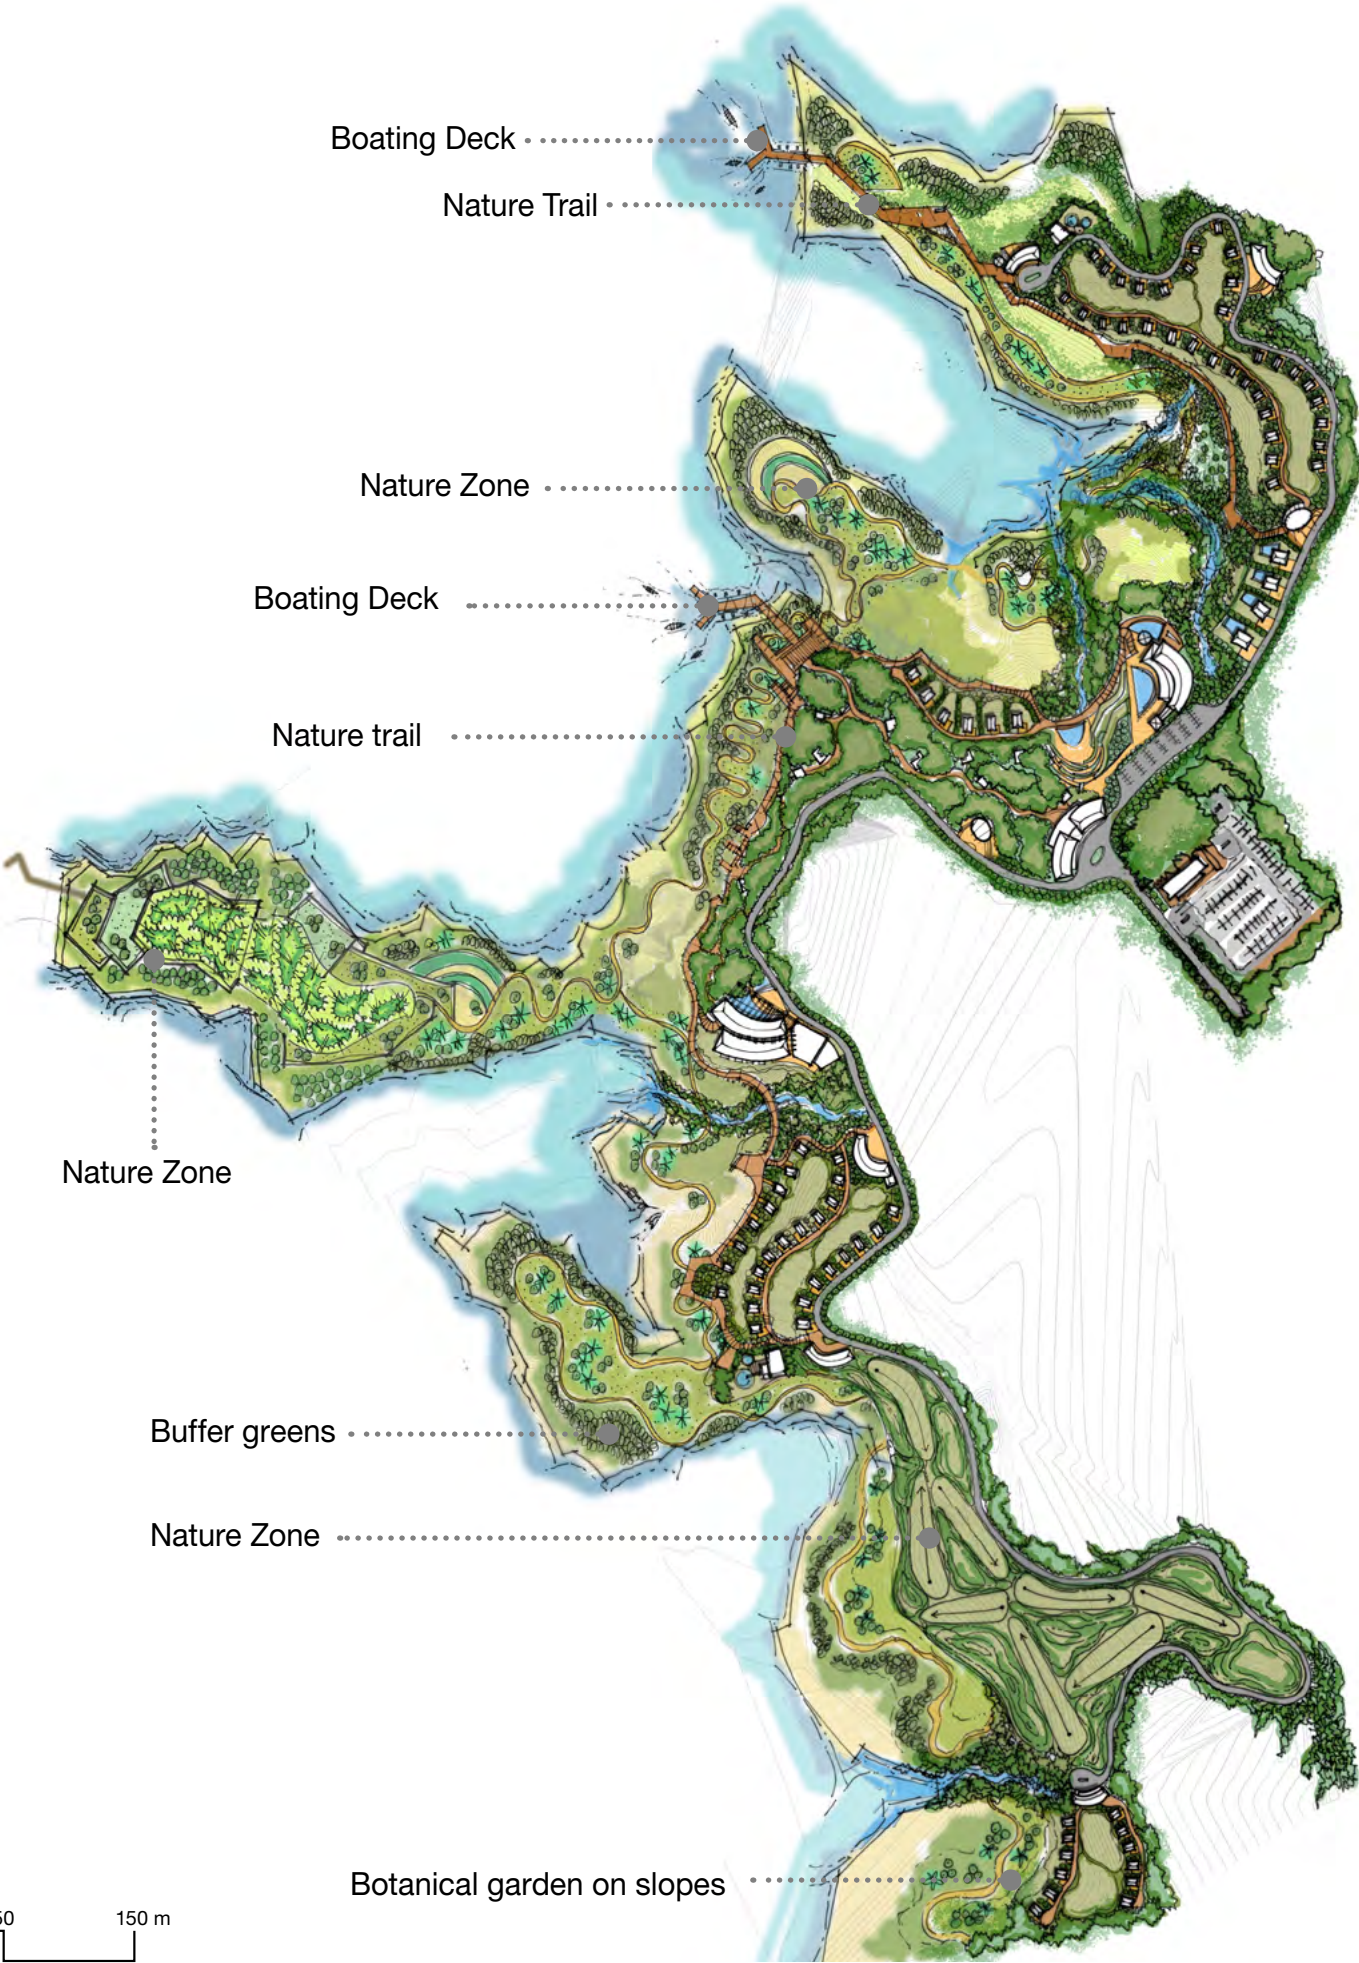 Boating Deck
Nature Trail
Nature Zone
Boating Deck
Nature trail
Nature Zone
Buffer greens
Nature Zone
Botanical garden on slopes
150 m